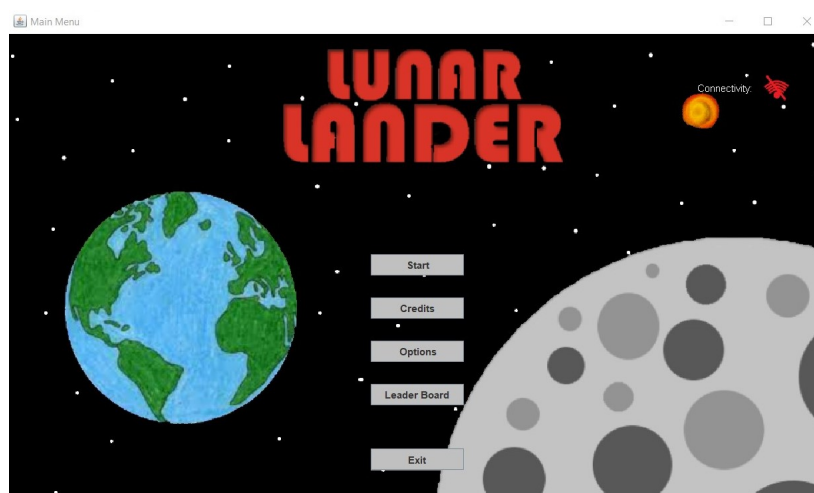 Main Menu
LUNAR
LANDER
Connectivity:
Start
Credits
Options
Leader Board
Exit